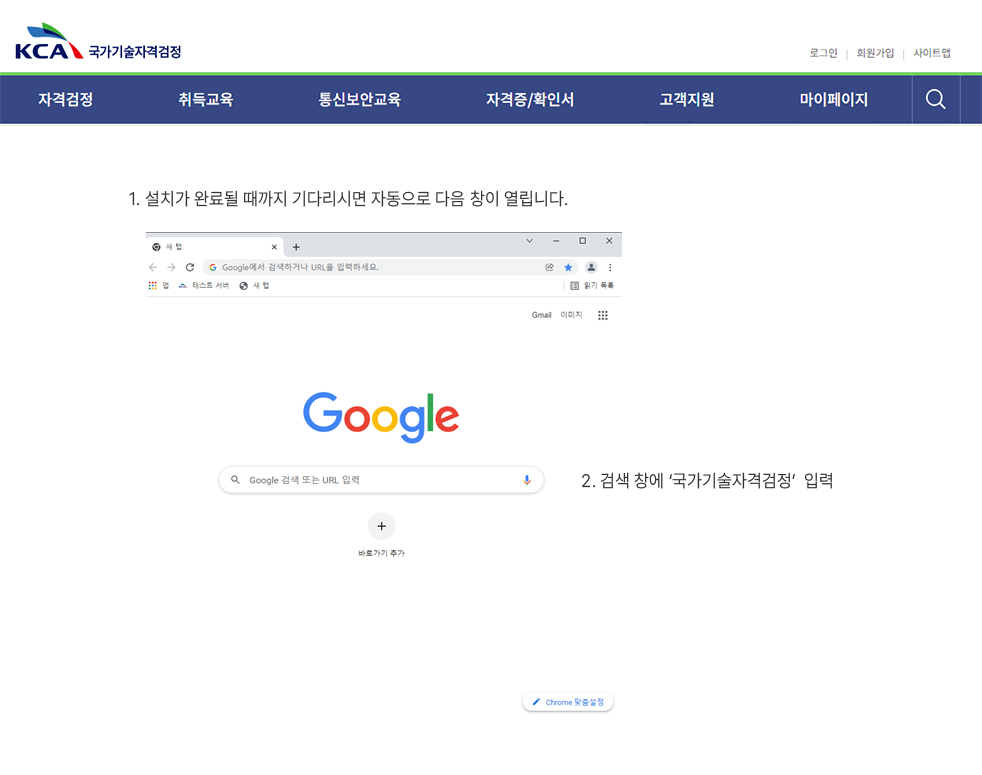 KCA 국가기술자격검정
로그인 | 회원가입 | 사이트맵
자격검정 취득교육 통신보안교육 자격증/확인서 고객지원 마이페이지
1. 설치가 완료될 때까지 기다리시면 자동으로 다음 창이 열립니다.
새 탭
Google에서 검색하거나 URL을 입력하세요.
앱 테스트 서버 새 탭 읽기 목록
Gmail 이미지
Google
Google 검색 또는 URL 입력
2. 검색 창에 ‘국가기술자격검정’ 입력
바로가기 추가
Chrome 맞춤설정